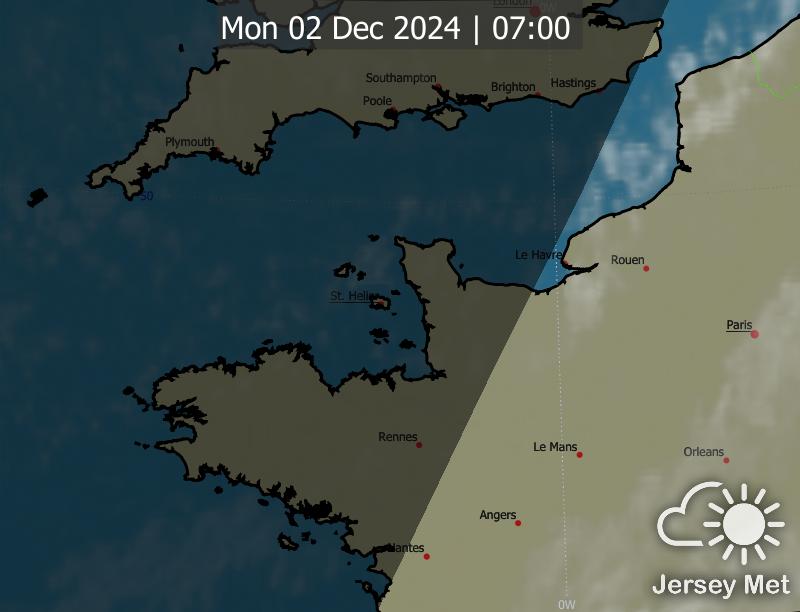 London
Mon 02 Dec 2024 | 07:00
Southampton
Brighton
Hastings
Poole
Plymouth
50
Le Havre
Rouen
St. Helier
Paris
Rennes
Le Mans
Orleans
Angers
Nantes
Jersey Met
0W